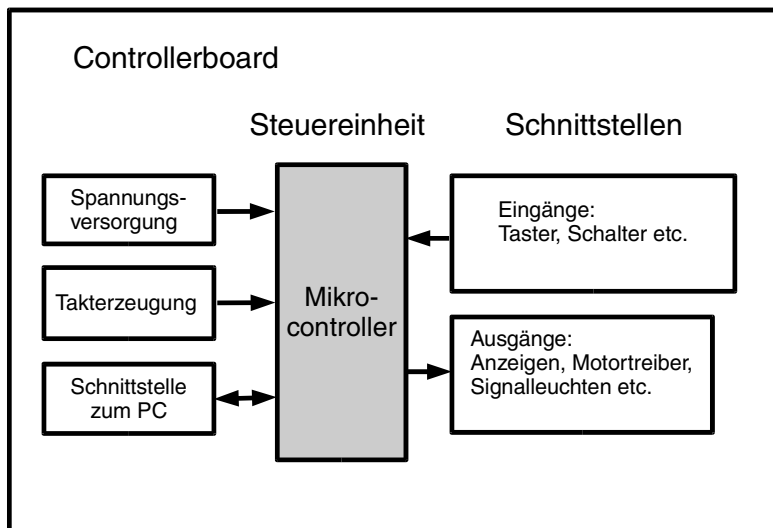 Controllerboard
Steuereinheit
Schnittstellen
Spannungs-
versorgung
Takterzeugung
Schnittstelle
zum PC
Mikro-
controller
Eingänge:
Taster, Schalter etc.
Ausgänge:
Anzeigen, Motortreiber,
Signalleuchten etc.